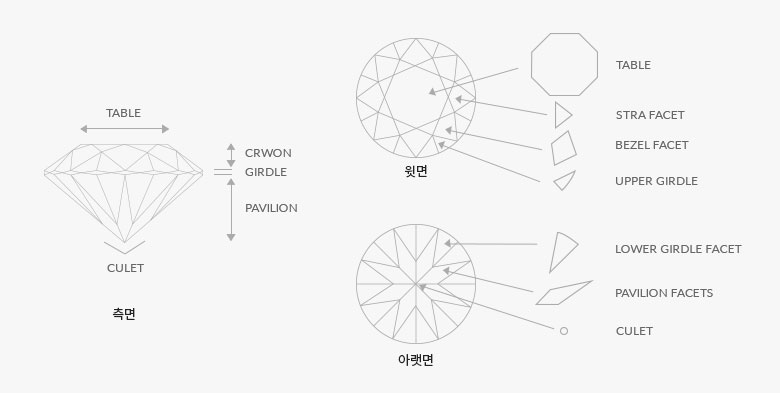 TABLE
CRWON
GIRDLE
PAVILION
CULET
측면
TABLE
STRA FACET
BEZEL FACET
UPPER GIRDLE
윗면
LOWER GIRDLE FACET
PAVILION FACETS
CULET
아랫면